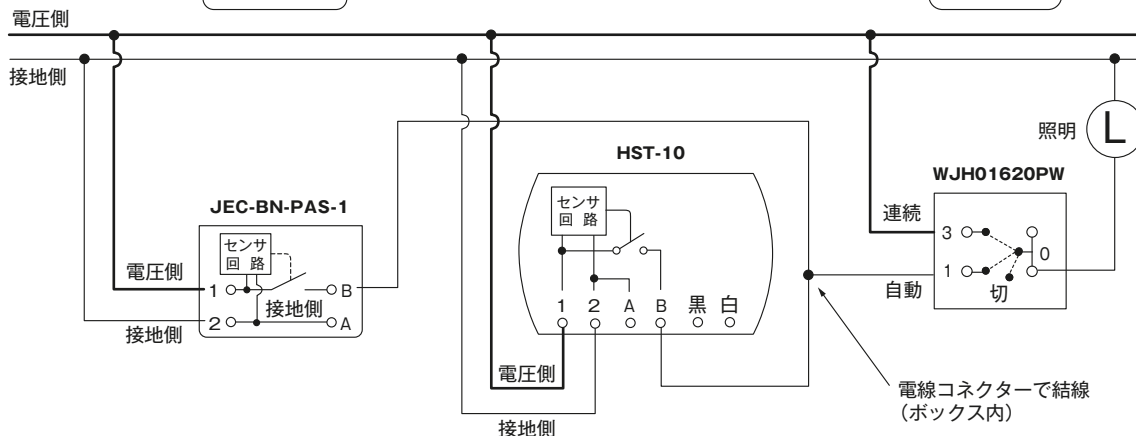 電圧側
接地側
照明
L
HST-10
センサ
回 路
1
2
A
B
黒
白
電圧側
接地側
JEC-BN-PAS-1
センサ
回 路
電圧側
1
B
接地側
2
A
接地側
WJH01620PW
連続
3
0
1
自動
切
電線コネクターで結線
（ボックス内）